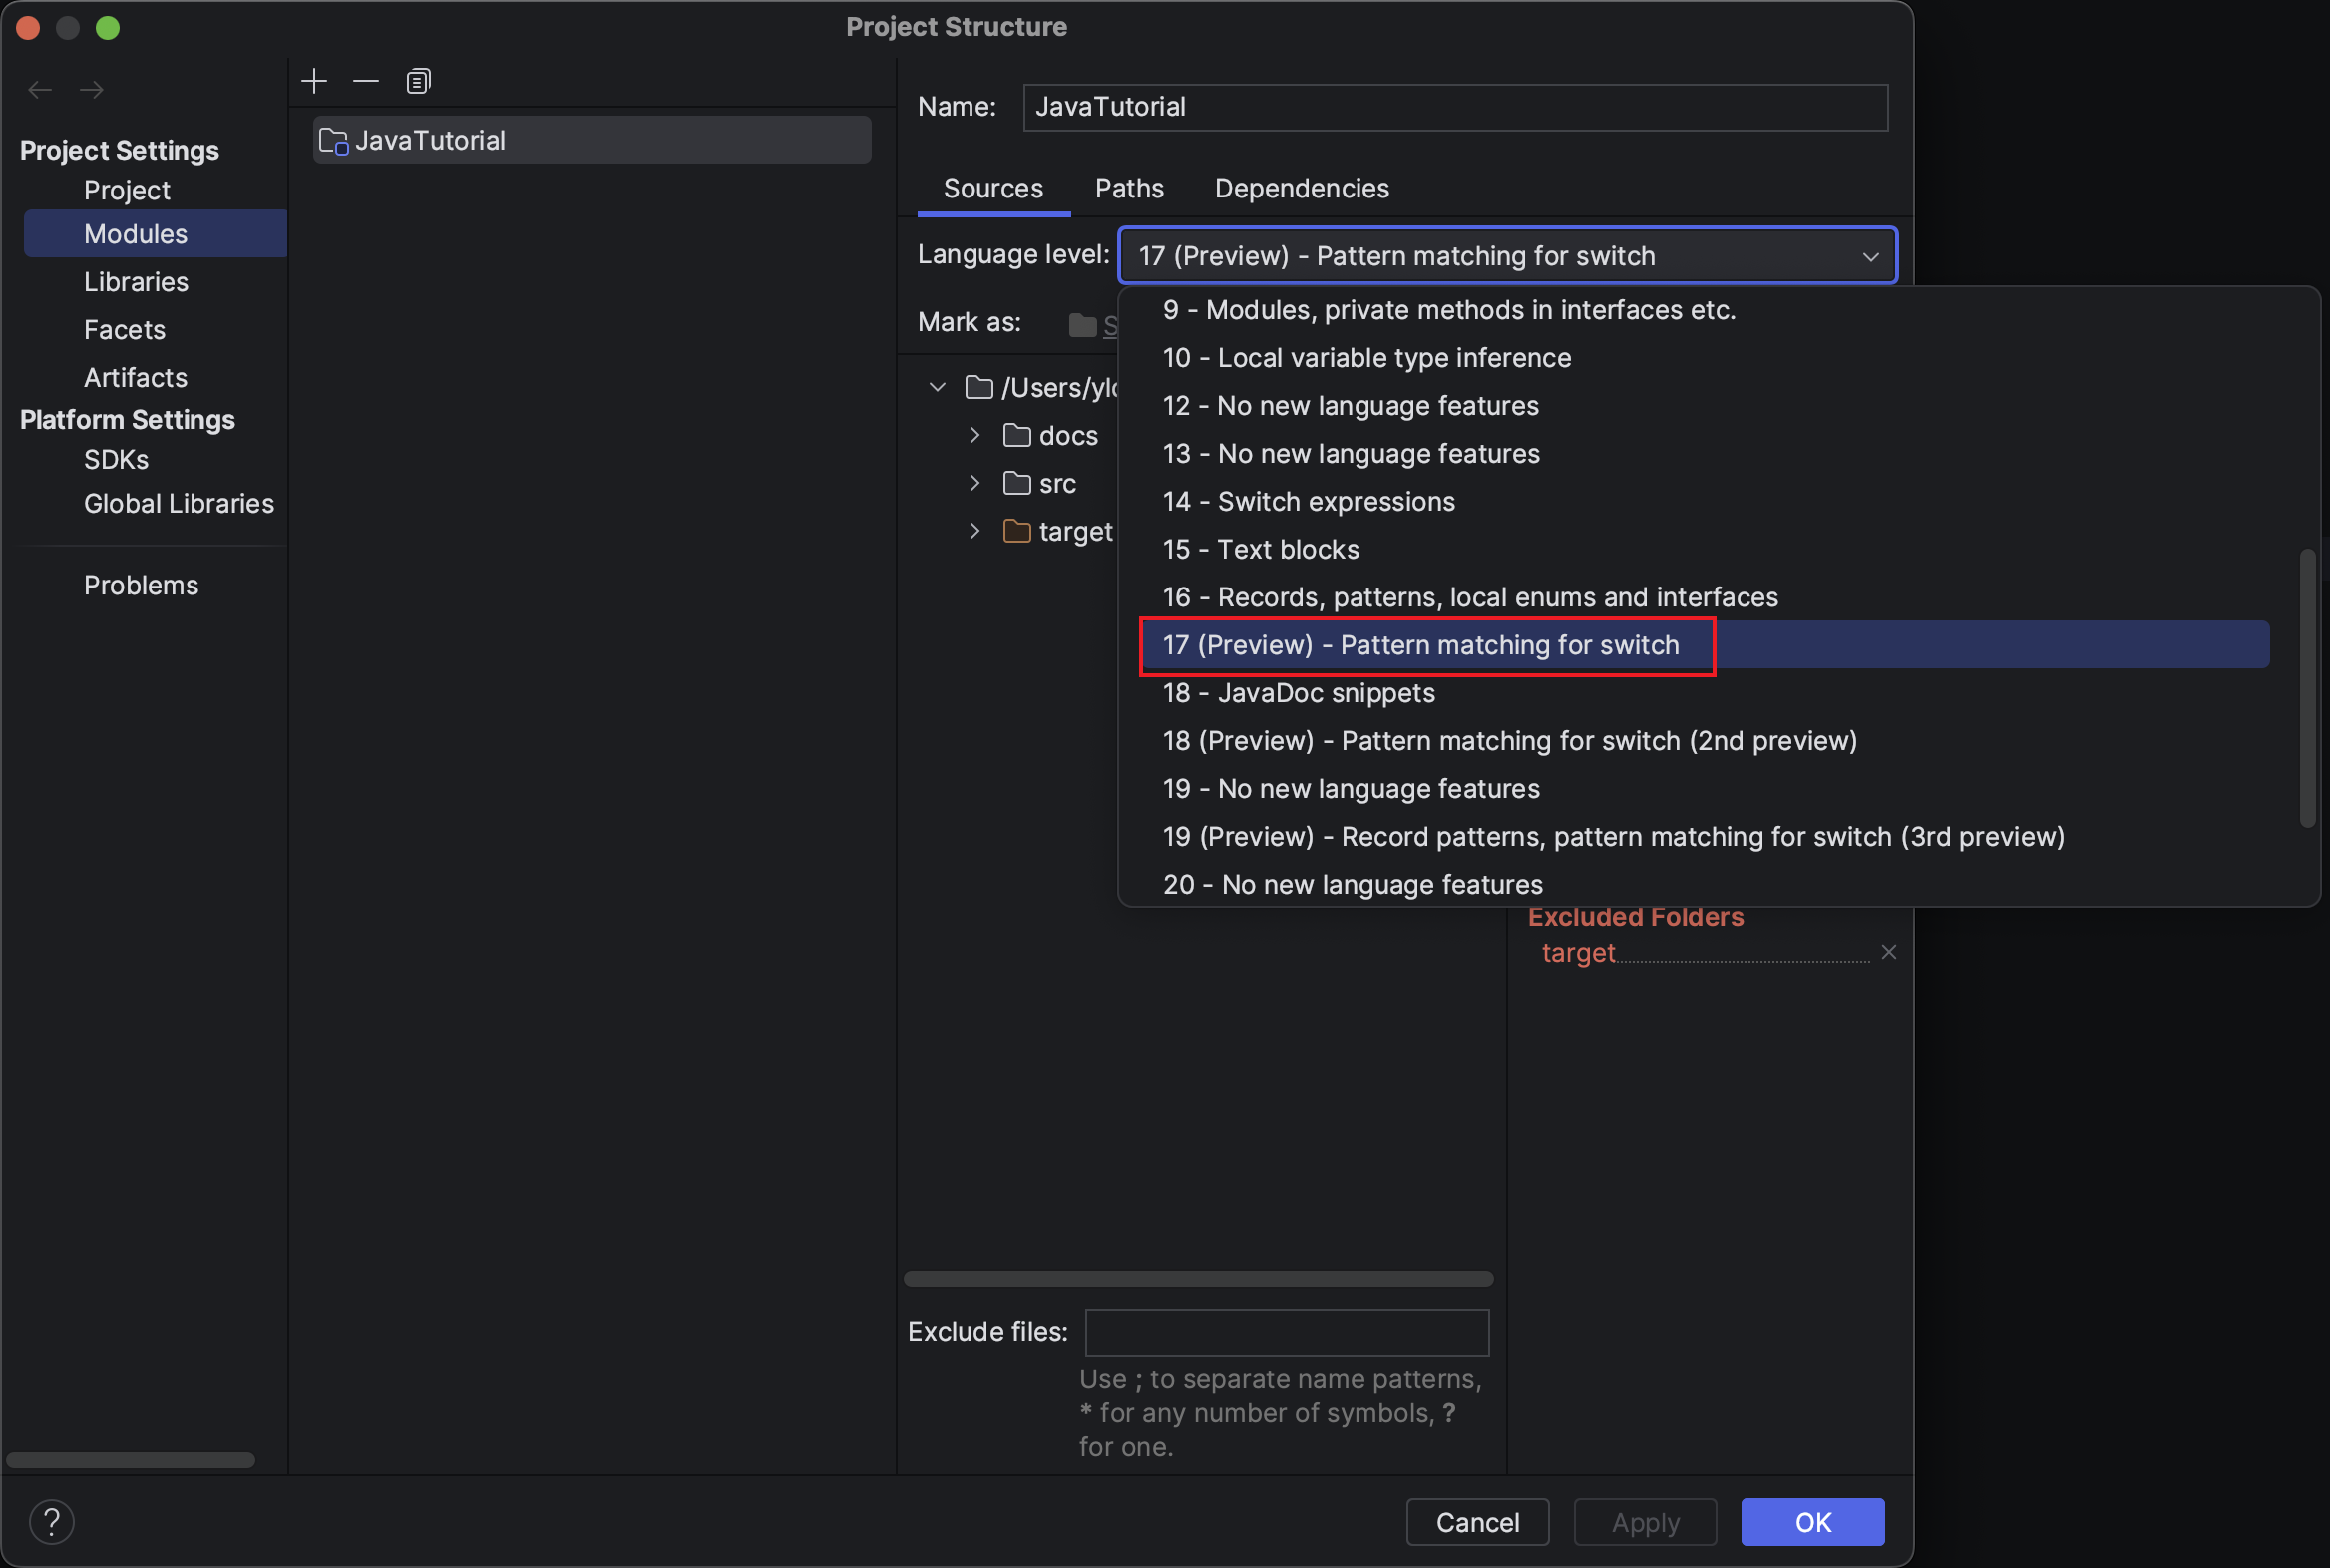 Project Structure
Project Settings
Project
Modules
Libraries
Facets
Artifacts
Platform Settings
SDKs
Global Libraries
Problems
JavaTutorial
Name: JavaTutorial
Sources Paths Dependencies
Language level: 17 (Preview) - Pattern matching for switch
Mark as: S
/Users/yl
docs
src
target
9 - Modules, private methods in interfaces etc.
10 - Local variable type inference
12 - No new language features
13 - No new language features
14 - Switch expressions
15 - Text blocks
16 - Records, patterns, local enums and interfaces
17 (Preview) - Pattern matching for switch
18 - JavaDoc snippets
18 (Preview) - Pattern matching for switch (2nd preview)
19 - No new language features
19 (Preview) - Record patterns, pattern matching for switch (3rd preview)
20 - No new language features
Excluded Folders
target
Exclude files:
Use ; to separate name patterns,
* for any number of symbols, ?
for one.
? Cancel Apply OK